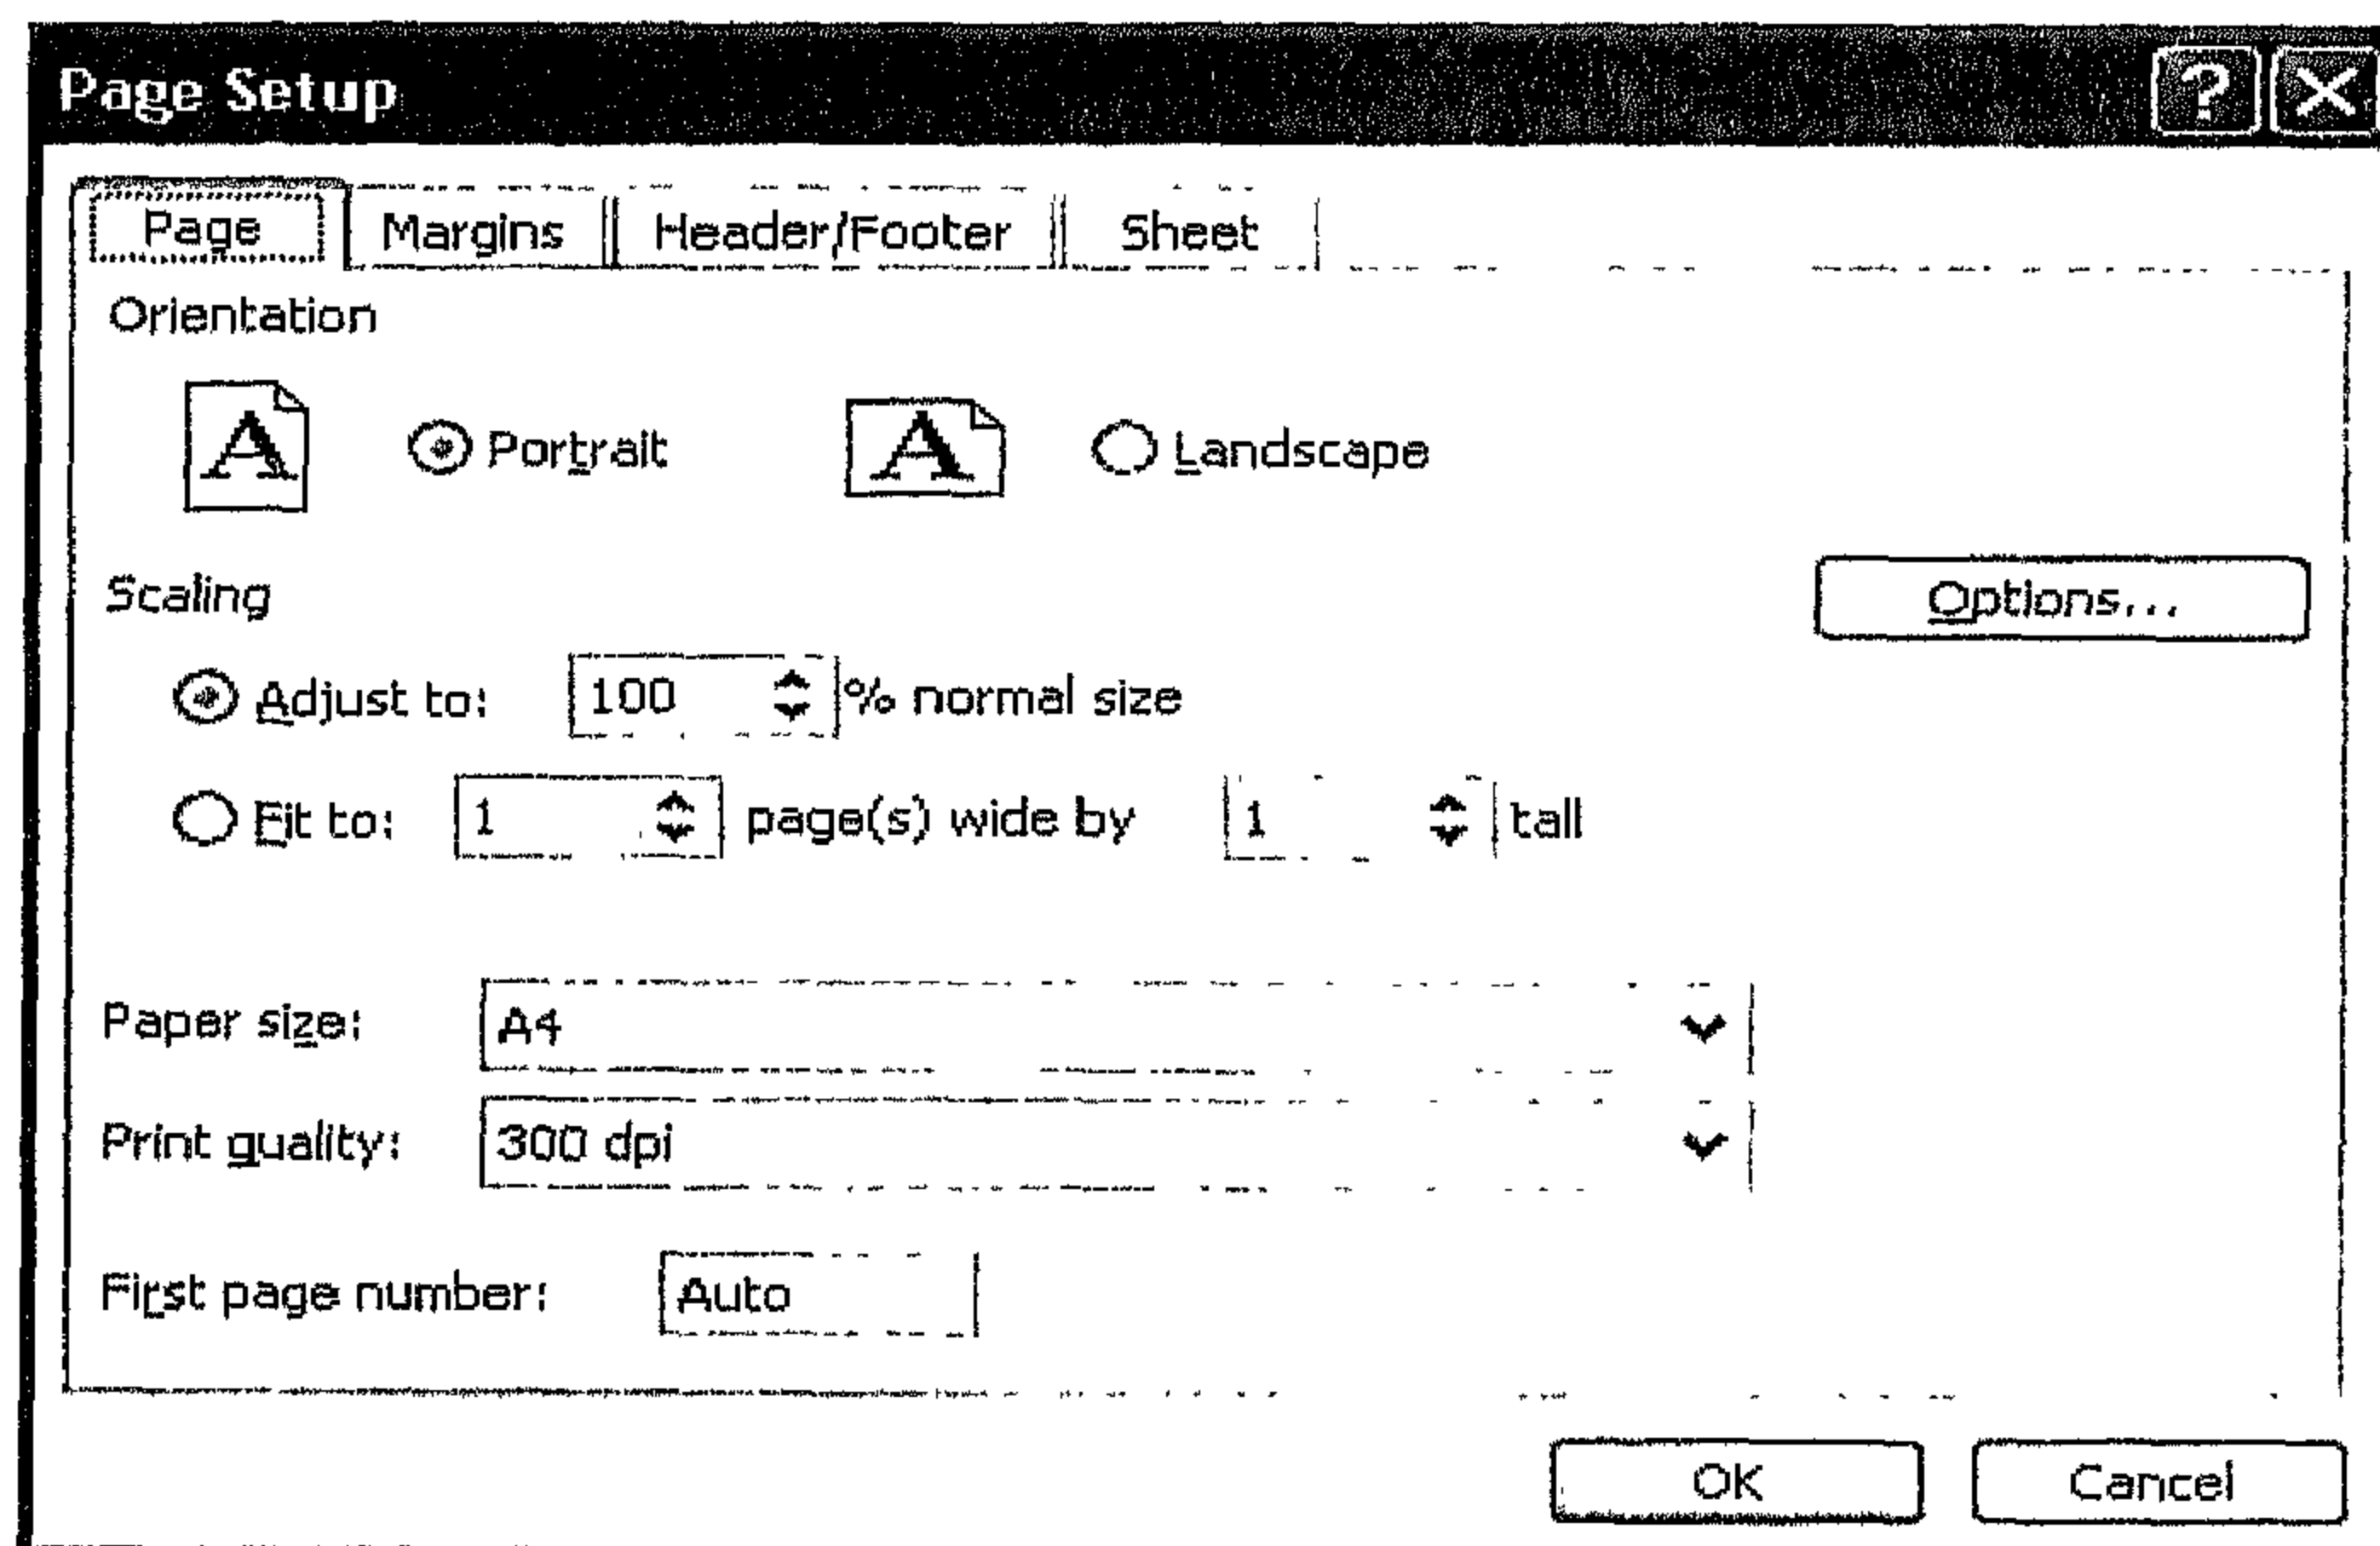 Page Setup ? X
Page Margins Header/Footer Sheet
Orientation
A Portrait A Landscape
Scaling Options...
Adjust to: 100 % normal size
Fit to: 1 page(s) wide by 1 tall
Paper size: A4
Print quality: 300 dpi
First page number: Auto
OK Cancel